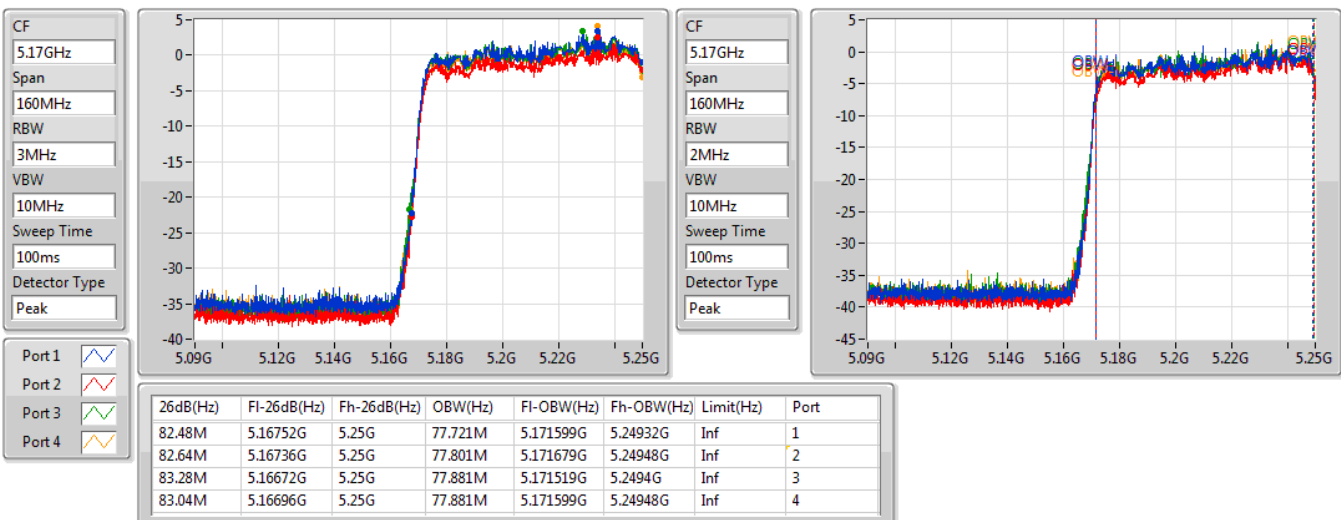 CF
5.17GHz
Span
160MHz
RBW
3MHz
VBW
10MHz
Sweep Time
100ms
Detector Type
Peak
5
0
-5
-10
-15
-20
-25
-30
-35
-40
5.09G 5.12G 5.14G 5.16G 5.18G 5.2G 5.22G 5.25G
CF
5.17GHz
Span
160MHz
RBW
2MHz
VBW
10MHz
Sweep Time
100ms
Detector Type
Peak
5
0
-5
-10
-15
-20
-25
-30
-35
-40
-45
OBW
OBW
5.09G 5.12G 5.14G 5.16G 5.18G 5.2G 5.22G 5.25G
Port 1
Port 2
Port 3
Port 4
26dB(Hz) Fl-26dB(Hz) Fh-26dB(Hz) OBW(Hz) Fl-OBW(Hz) Fh-OBW(Hz) Limit(Hz) Port
82.48M 5.16752G 5.25G 77.721M 5.171599G 5.24932G Inf 1
82.64M 5.16736G 5.25G 77.801M 5.171679G 5.24948G Inf 2
83.28M 5.16672G 5.25G 77.881M 5.171519G 5.2494G Inf 3
83.04M 5.16696G 5.25G 77.881M 5.171599G 5.24948G Inf 4